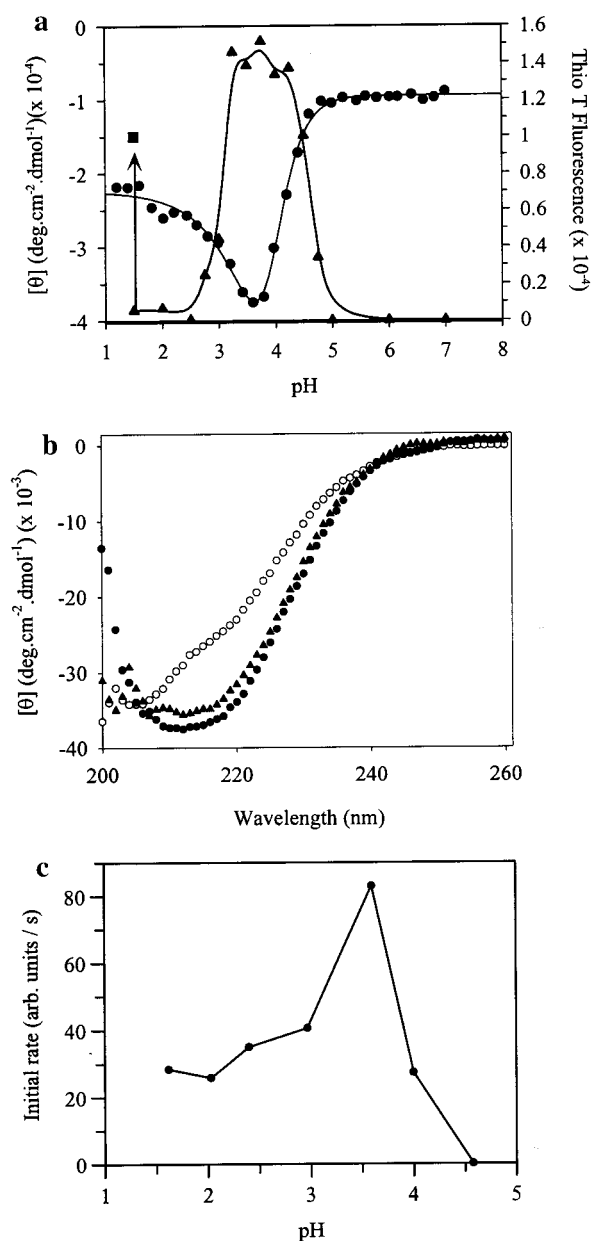 a
[θ] (deg.cm⁻².dmol⁻¹)(x 10⁻⁴)
0
-1
-2
-3
-4
1 2 3 4 5 6 7 8
pH
1.6
1.4
1.2
1
0.8
0.6
0.4
0.2
0
Thio T Fluorescence (x 10⁻⁴)
b
[θ] (deg.cm⁻².dmol⁻¹) (x 10⁻³)
0
-10
-20
-30
-40
200 220 240 260
Wavelength (nm)
c
Initial rate (arb. units / s)
80
60
40
20
0
1 2 3 4 5
pH